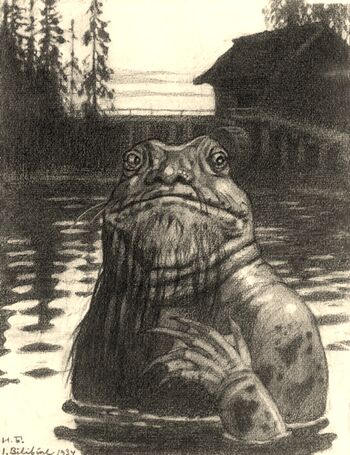 И. Б.
I. Bilibine 1934